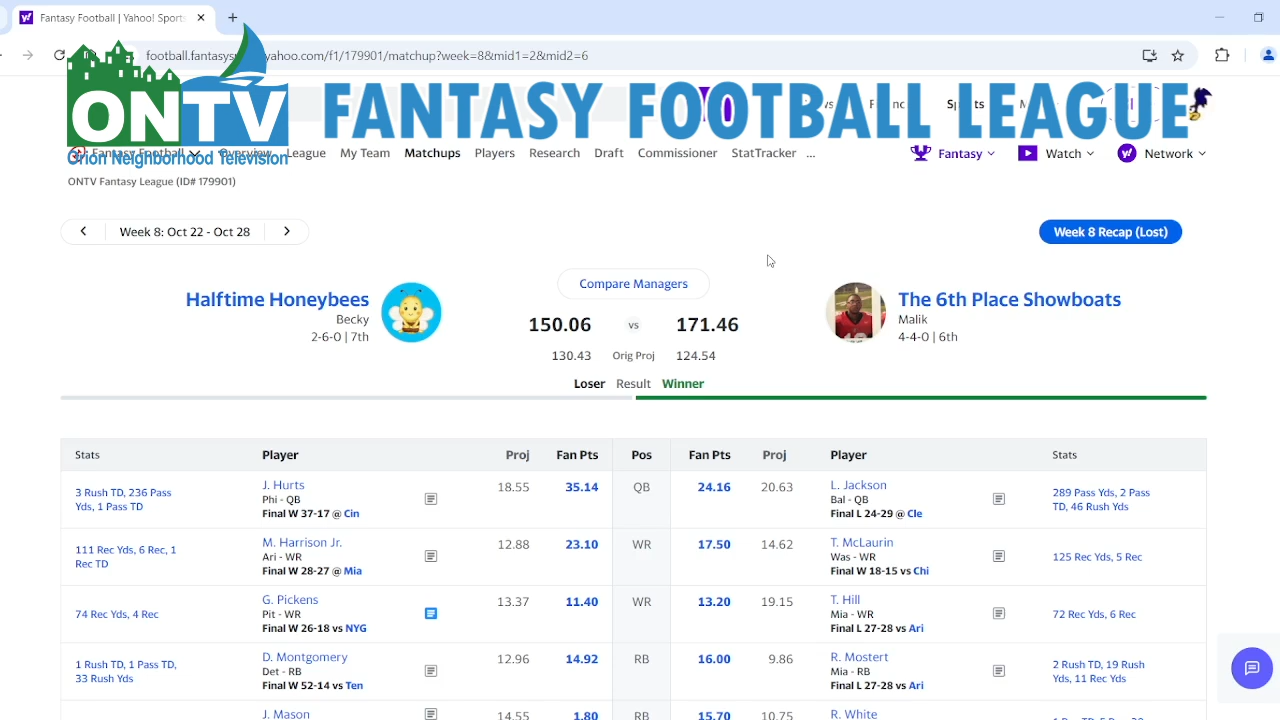 Fantasy Football | Yahoo! Sports
football.fantasysp yahoo.com/f1/179901/matchup?week=8&mid1=2&mid2=6
ONTV
Orion Neighborhood Television
FANTASY FOOTBALL LEAGUE
Sports
Fantasy Football Overview League My Team Matchups Players Research Draft Commissioner StatTracker ... Fantasy Watch Network
ONTV Fantasy League (ID# 179901)
Week 8: Oct 22 - Oct 28
Week 8 Recap (Lost)
Compare Managers
Halftime Honeybees
Becky
2-6-0 | 7th
150.06 vs 171.46
130.43 Orig Proj 124.54
Loser Result Winner
The 6th Place Showboats
Malik
4-4-0 | 6th
Stats Player Proj Fan Pts Pos Fan Pts Proj Player Stats
3 Rush TD, 236 Pass
Yds, 1 Pass TD
J. Hurts
Phi - QB
Final W 37-17 @ Cin
18.55 35.14 QB 24.16 20.63
L. Jackson
Bal - QB
Final L 24-29 @ Cle
289 Pass Yds, 2 Pass
TD, 46 Rush Yds
111 Rec Yds, 6 Rec, 1
Rec TD
M. Harrison Jr.
Ari - WR
Final W 28-27 @ Mia
12.88 23.10 WR 17.50 14.62
T. McLaurin
Was - WR
Final W 18-15 vs Chi
125 Rec Yds, 5 Rec
74 Rec Yds, 4 Rec
G. Pickens
Pit - WR
Final W 26-18 vs NYG
13.37 11.40 WR 13.20 19.15
T. Hill
Mia - WR
Final L 27-28 vs Ari
72 Rec Yds, 6 Rec
1 Rush TD, 1 Pass TD,
33 Rush Yds
D. Montgomery
Det - RB
Final W 52-14 vs Ten
12.96 14.92 RB 16.00 9.86
R. Mostert
Mia - RB
Final L 27-28 vs Ari
2 Rush TD, 19 Rush
Yds, 11 Rec Yds
J. Mason
14.55 1.80 RB 15.70 10.75
R. White